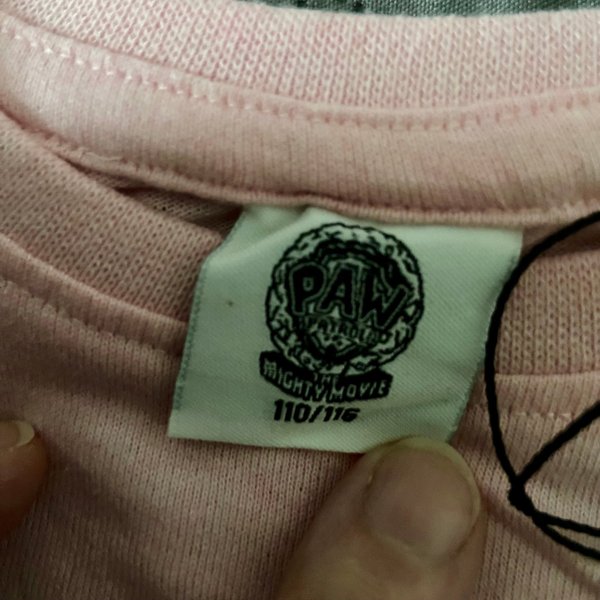 PAW
PATROL
MIGHTY MOVIE
110/116